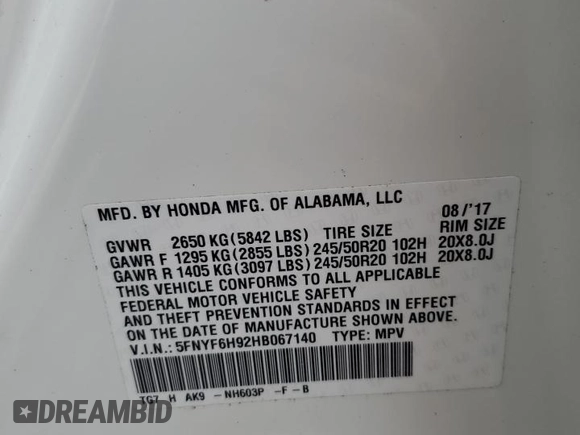 MFD. BY HONDA MFG. OF ALABAMA, LLC 08/'17
GVWR 2650 KG(5842 LBS) TIRE SIZE RIM SIZE
GAWR F 1295 KG(2855 LBS)245/50R20 102H 20X8.0J
GAWR R 1405 KG(3097 LBS)245/50R20 102H 20X8.0J
THIS VEHICLE CONFORMS TO ALL APPLICABLE
FEDERAL MOTOR VEHICLE SAFETY
AND THEFT PREVENTION STANDARDS IN EFFECT
ON THE DATE OF MANUFACTURE SHOWN ABOVE.
V.I.N.: 5FNYF6H92HB067140 TYPE: MPV
TG7 H AK9 -NH603P -F -B
DREAMBID